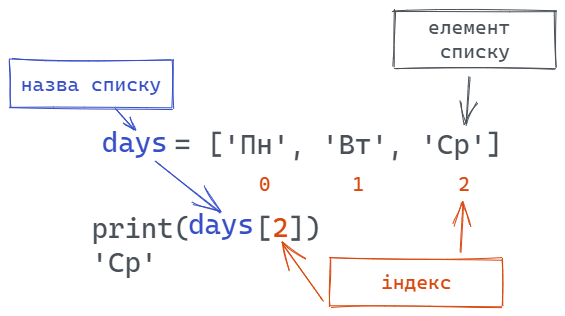 елемент
списку
назва списку
days = ['Пн', 'Вт', 'Ср']
0 1 2
print(days[2])
'Ср'
індекс